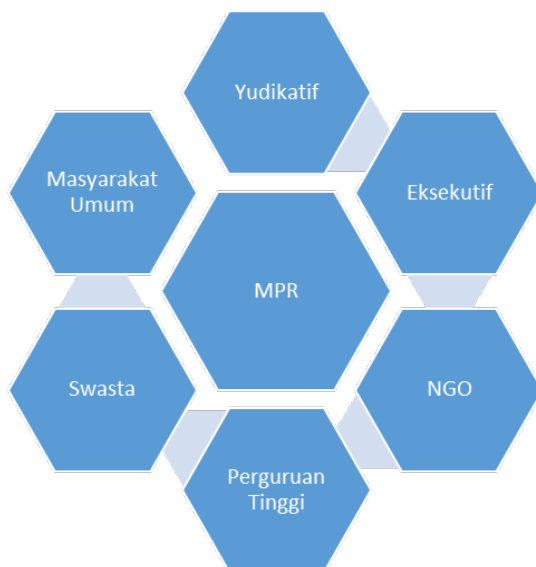 Yudikatif
Masyarakat
Umum
Eksekutif
MPR
Swasta
NGO
Perguruan
Tinggi